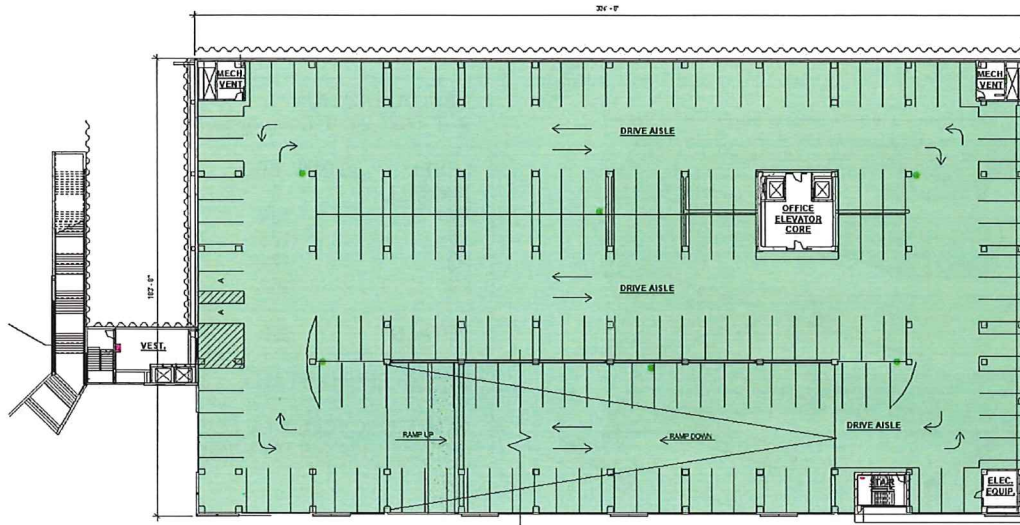 MECH.
VENT
MECH.
VENT
DRIVE AISLE
OFFICE
ELEVATOR
CORE
A
DRIVE AISLE
A
VEST.
RAMP UP
RAMP DOWN
DRIVE AISLE
STAIR
ELEC.
EQUIP.